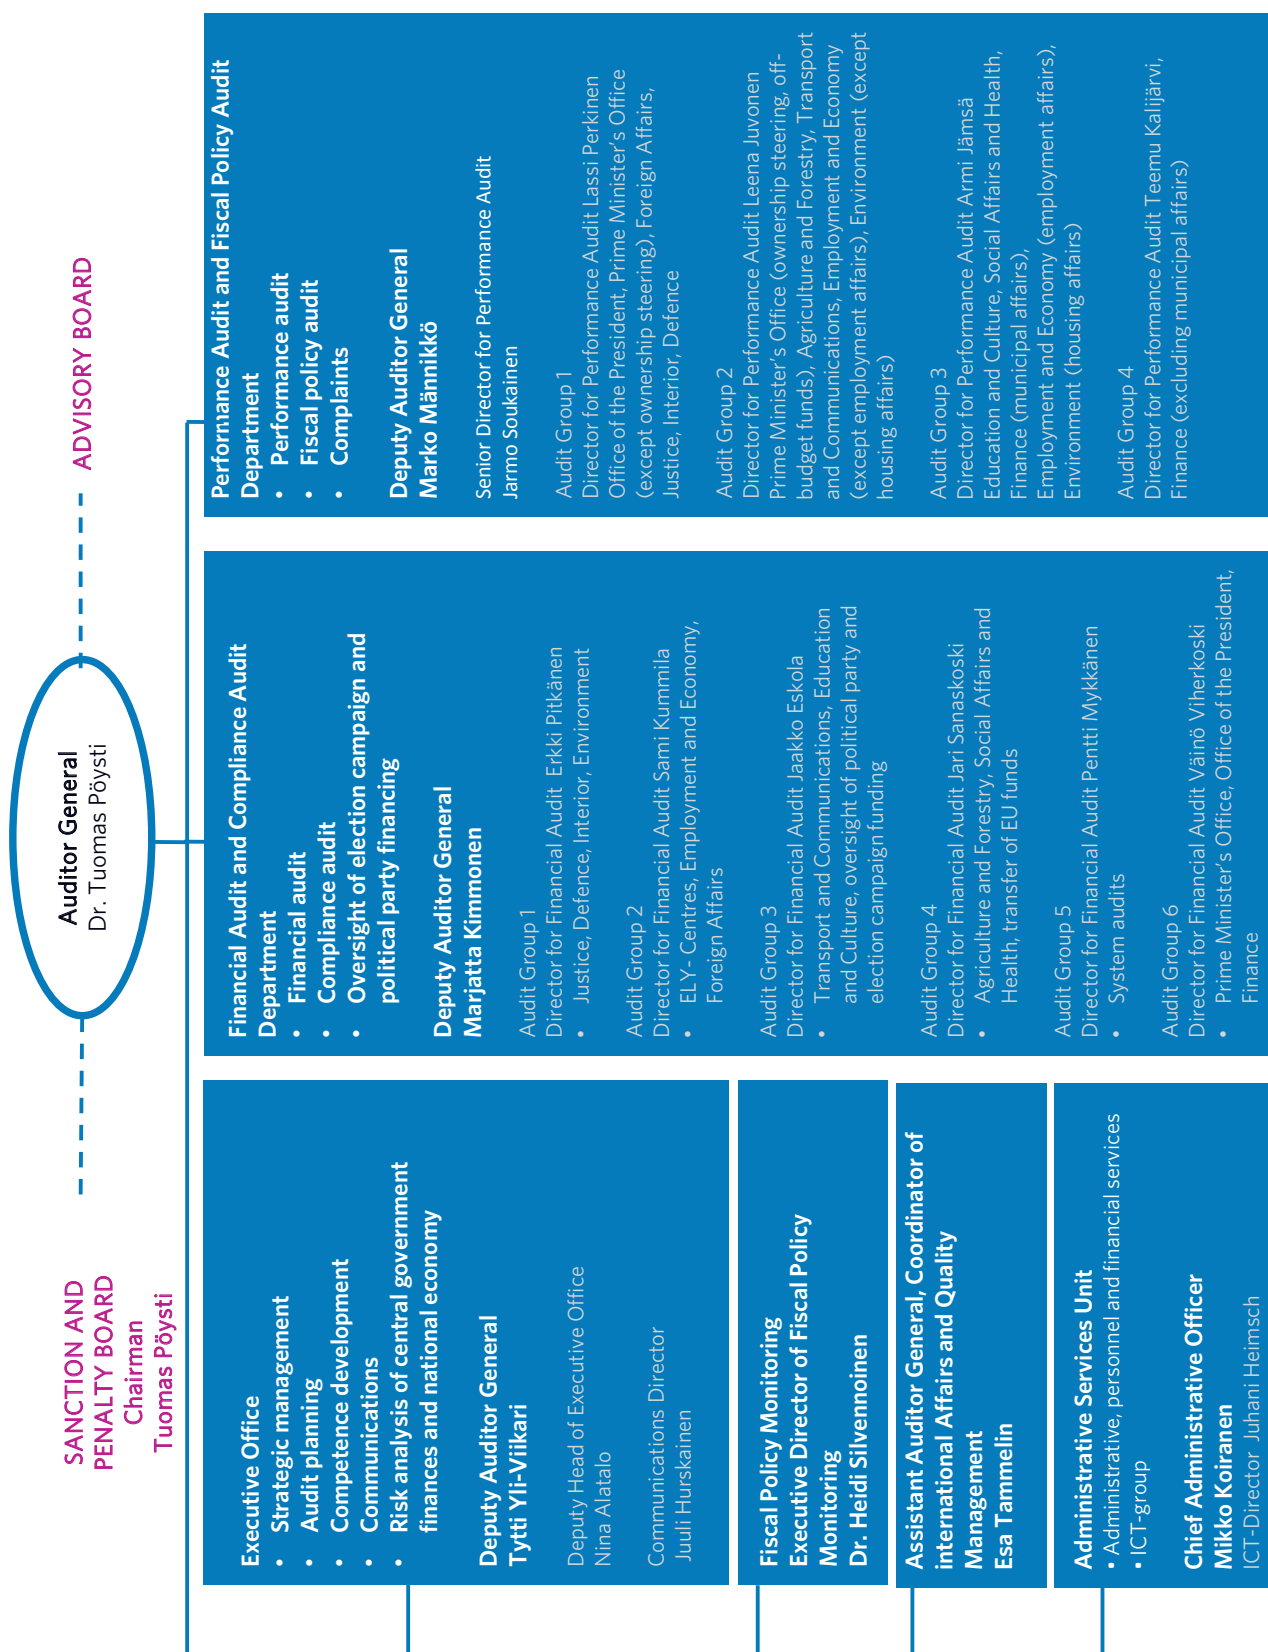 SANCTION AND
PENALTY BOARD
Chairman
Tuomas Pöysti
Auditor General
Dr. Tuomas Pöysti
ADVISORY BOARD
Executive Office
• Strategic management
• Audit planning
• Competence development
• Communications
• Risk analysis of central government
finances and national economy
Deputy Auditor General
Tytti Yli-Viikari
Deputy Head of Executive Office
Nina Alatalo
Communications Director
Juuli Hurskainen
Fiscal Policy Monitoring
Executive Director of Fiscal Policy
Monitoring
Dr. Heidi Silvennoinen
Assistant Auditor General, Coordinator of
international Affairs and Quality
Management
Esa Tammelin
Administrative Services Unit
• Administrative, personnel and financial services
• ICT-group
Chief Administrative Officer
Mikko Koiranen
ICT-Director Juhani Heimsch
Financial Audit and Compliance Audit
Department
• Financial audit
• Compliance audit
• Oversight of election campaign and
political party financing
Deputy Auditor General
Marjatta Kimmonen
Audit Group 1
Director for Financial Audit Erkki Pitkänen
• Justice, Defence, Interior, Environment
Audit Group 2
Director for Financial Audit Sami Kummila
• ELY- Centres, Employment and Economy,
Foreign Affairs
Audit Group 3
Director for Financial Audit Jaakko Eskola
• Transport and Communications, Education
and Culture, oversight of political party and
election campaign funding
Audit Group 4
Director for Financial Audit Jari Sanaskoski
• Agriculture and Forestry, Social Affairs and
Health, transfer of EU funds
Audit Group 5
Director for Financial Audit Pentti Mykkänen
• System audits
Audit Group 6
Director for Financial Audit Väinö Viherkoski
• Prime Minister's Office, Office of the President,
Finance
Performance Audit and Fiscal Policy Audit
Department
• Performance audit
• Fiscal policy audit
• Complaints
Deputy Auditor General
Marko Männikkö
Senior Director for Performance Audit
Jarmo Soukainen
Audit Group 1
Director for Performance Audit Lassi Perkinen
Office of the President, Prime Minister's Office
(except ownership steering), Foreign Affairs,
Justice, Interior, Defence
Audit Group 2
Director for Performance Audit Leena Juvonen
Prime Minister's Office (ownership steering, off-
budget funds), Agriculture and Forestry, Transport
and Communications, Employment and Economy
(except employment affairs), Environment (except
housing affairs)
Audit Group 3
Director for Performance Audit Armi Jämsä
Education and Culture, Social Affairs and Health,
Finance (municipal affairs),
Employment and Economy (employment affairs),
Environment (housing affairs)
Audit Group 4
Director for Performance Audit Teemu Kalijärvi,
Finance (excluding municipal affairs)